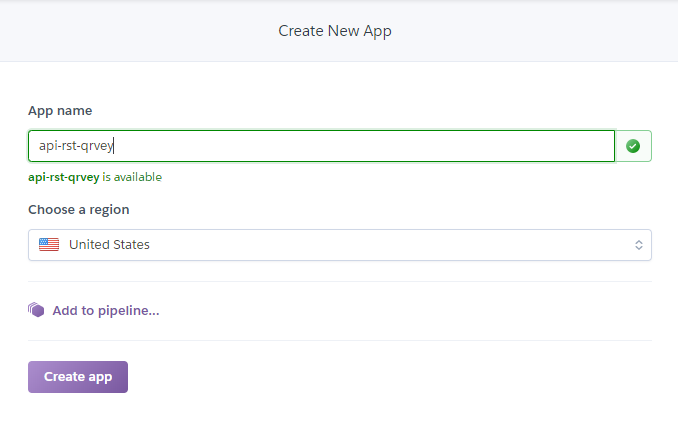 Create New App
App name
api-rst-qrvey
api-rst-qrvey is available
Choose a region
United States
Add to pipeline...
Create app